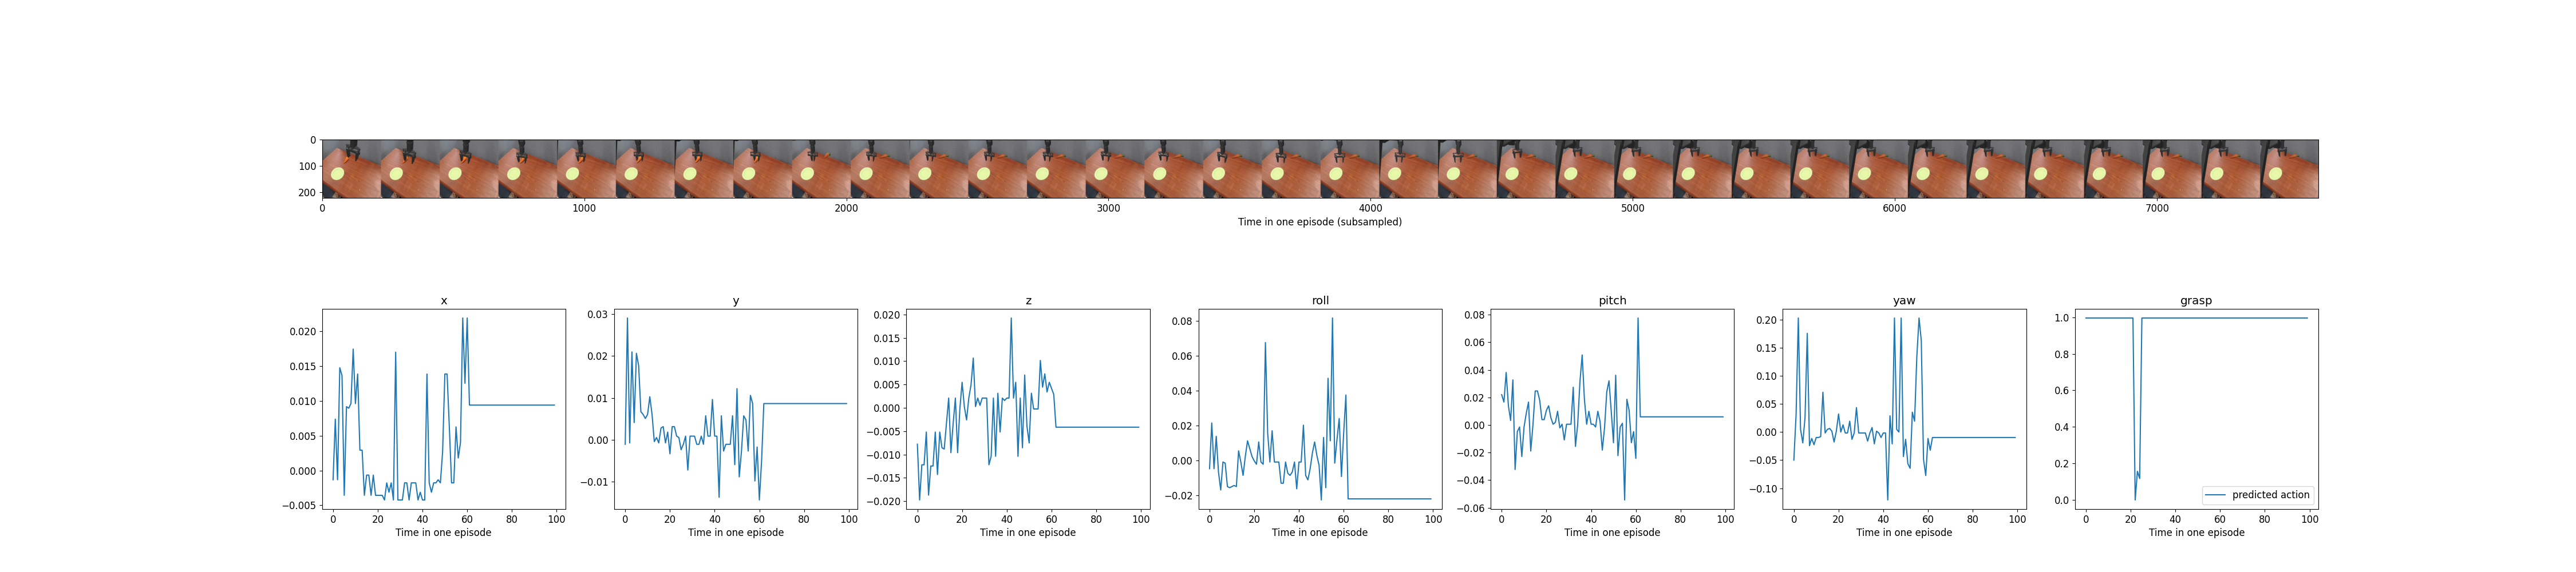 0
100
200
0 1000 2000 3000 4000 5000 6000 7000
Time in one episode (subsampled)
x
0.020
0.015
0.010
0.005
0.000
−0.005
0 20 40 60 80 100
Time in one episode
y
0.03
0.02
0.01
0.00
−0.01
0 20 40 60 80 100
Time in one episode
z
0.020
0.015
0.010
0.005
0.000
−0.005
−0.010
−0.015
−0.020
0 20 40 60 80 100
Time in one episode
roll
0.08
0.06
0.04
0.02
0.00
−0.02
0 20 40 60 80 100
Time in one episode
pitch
0.08
0.06
0.04
0.02
0.00
−0.02
−0.04
−0.06
0 20 40 60 80 100
Time in one episode
yaw
0.20
0.15
0.10
0.05
0.00
−0.05
−0.10
0 20 40 60 80 100
Time in one episode
grasp
1.0
0.8
0.6
0.4
0.2
0.0
predicted action
0 20 40 60 80 100
Time in one episode